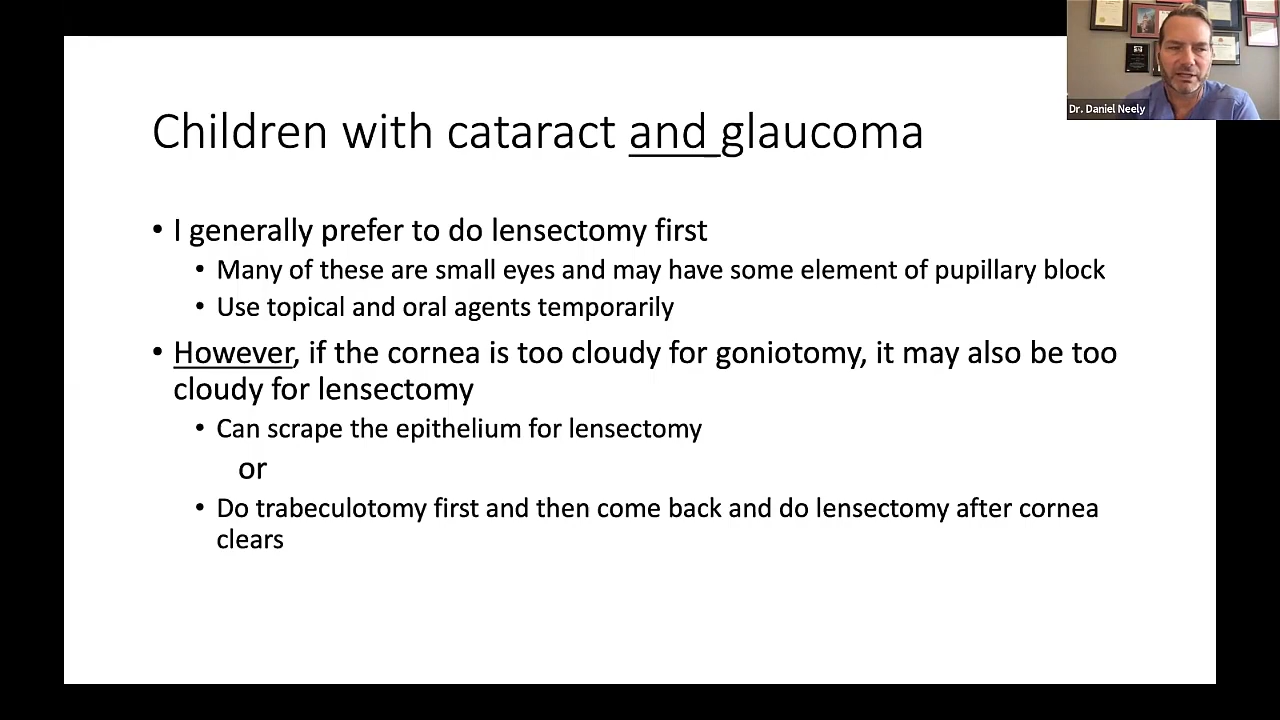 Dr. Daniel Neely
Children with cataract and glaucoma
• I generally prefer to do lensectomy first
• Many of these are small eyes and may have some element of pupillary block
• Use topical and oral agents temporarily
• However, if the cornea is too cloudy for goniotomy, it may also be too
cloudy for lensectomy
• Can scrape the epithelium for lensectomy
or
• Do trabeculotomy first and then come back and do lensectomy after cornea
clears